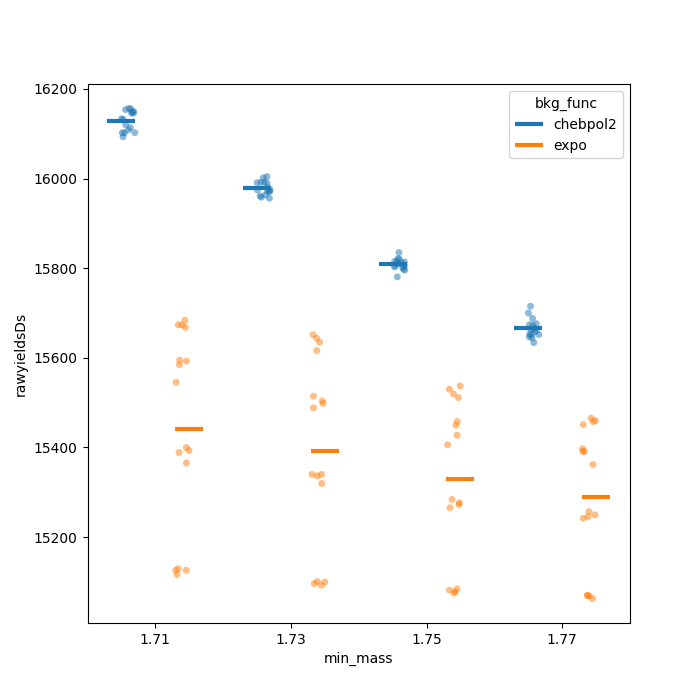 bkg_func
chebpol2
expo
16200
16000
15800
15600
15400
15200
rawyieldsDs
1.71
1.73
1.75
1.77
min_mass